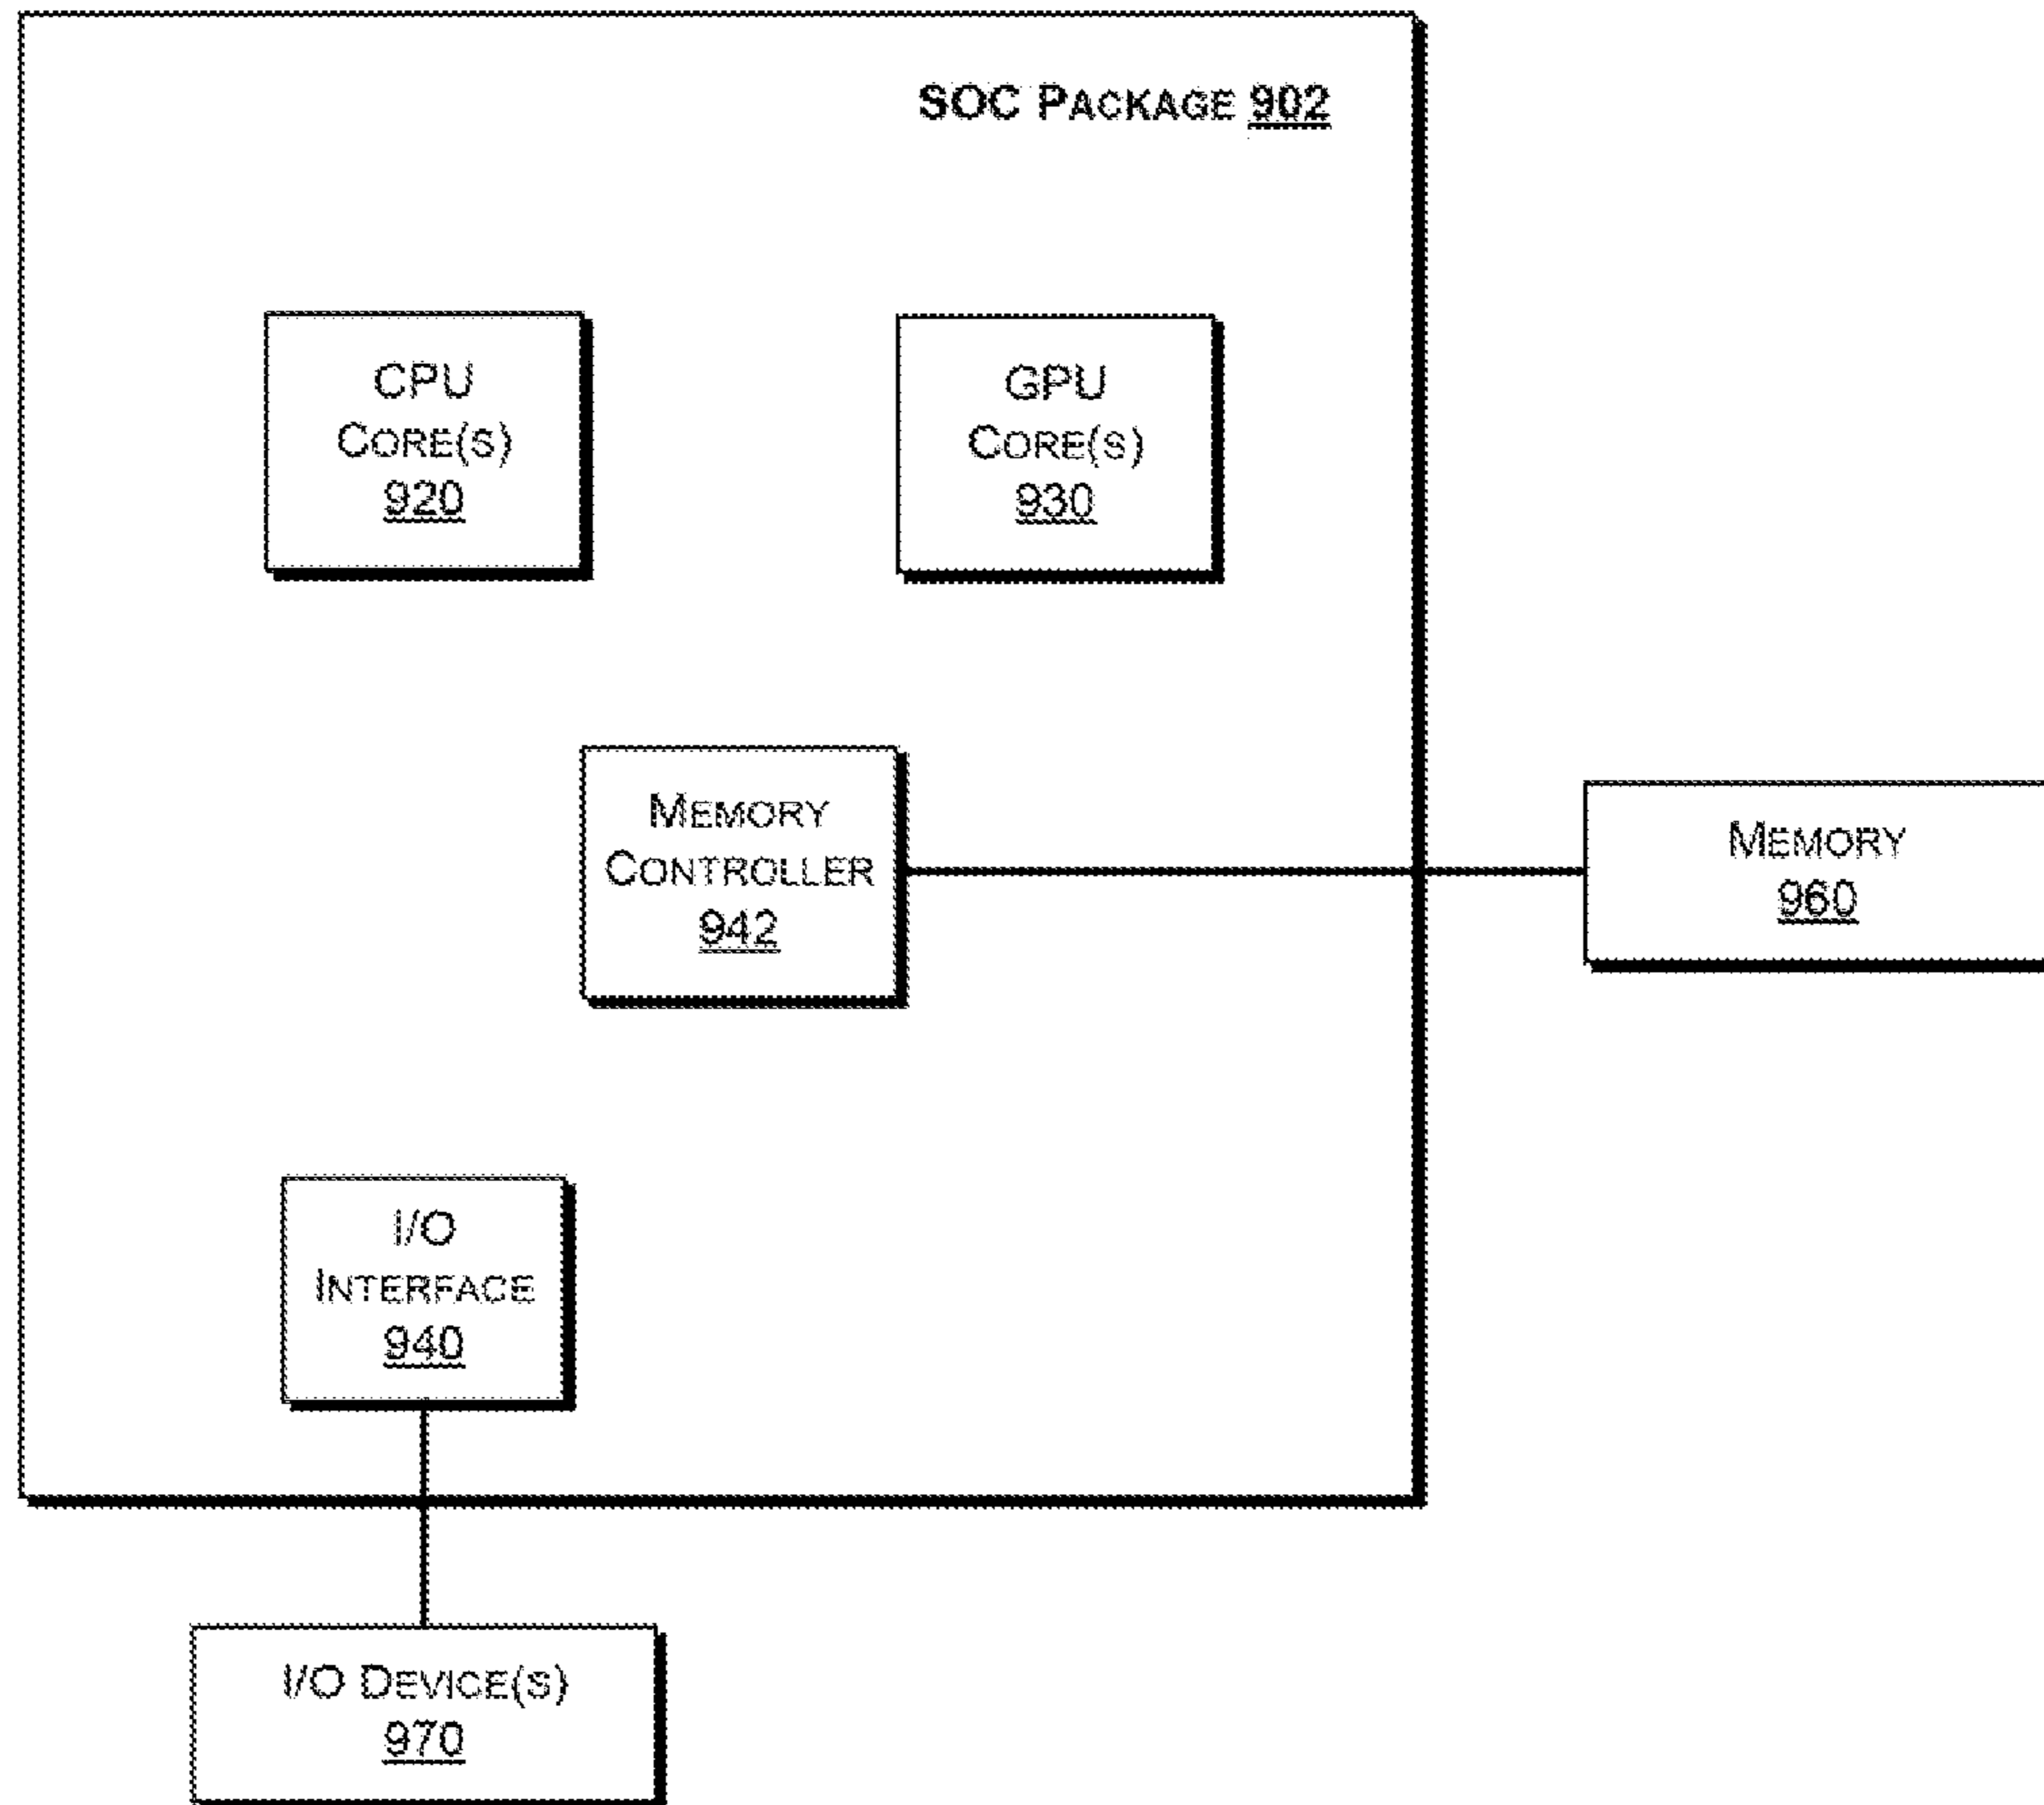 SOC PACKAGE 902
CPU
CORE(S)
920
GPU
CORE(S)
930
MEMORY
CONTROLLER
942
MEMORY
960
I/O
INTERFACE
940
I/O DEVICE(S)
970